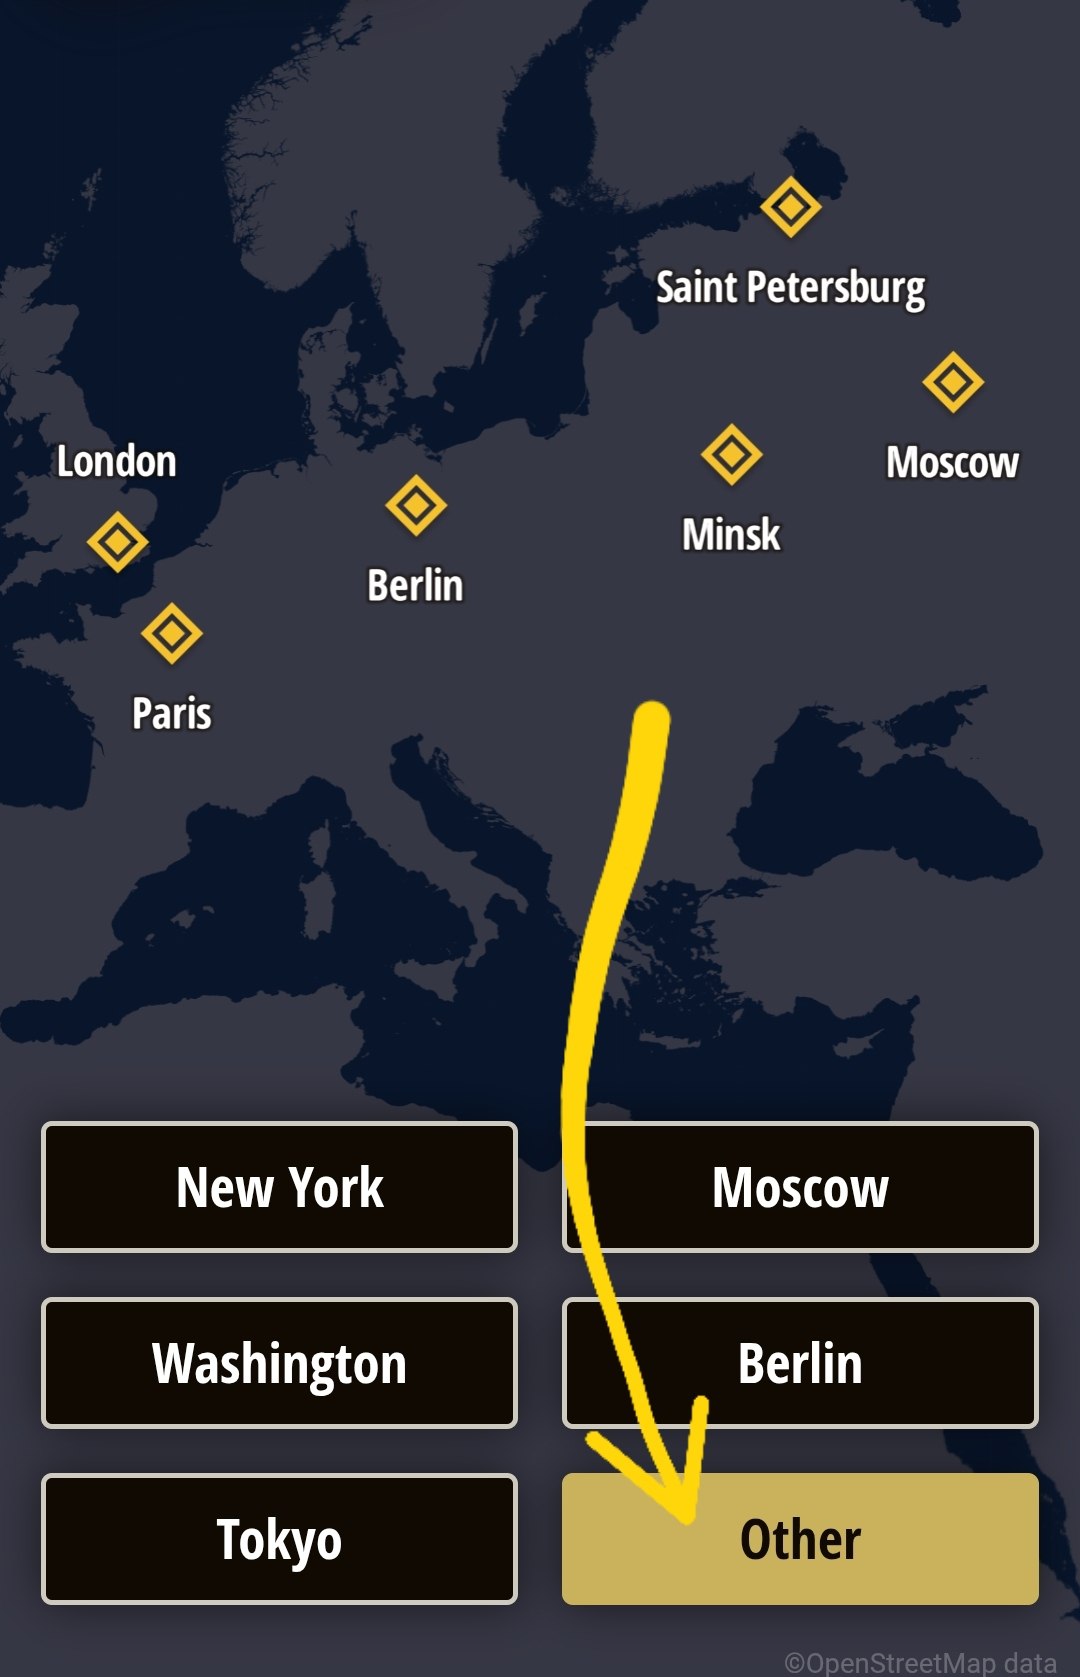 Saint Petersburg
London
Moscow
Minsk
Berlin
Paris
New York
Moscow
Washington
Berlin
Tokyo
Other
©OpenStreetMap data